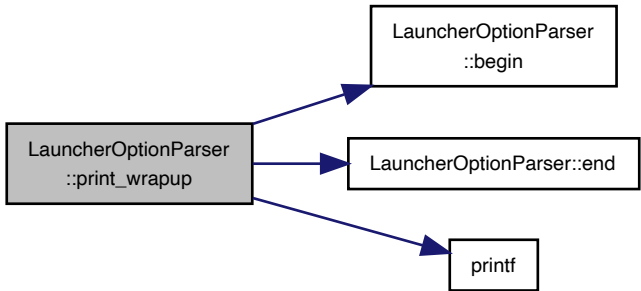 LauncherOptionParser
::begin
LauncherOptionParser
::print_wrapup
LauncherOptionParser::end
printf